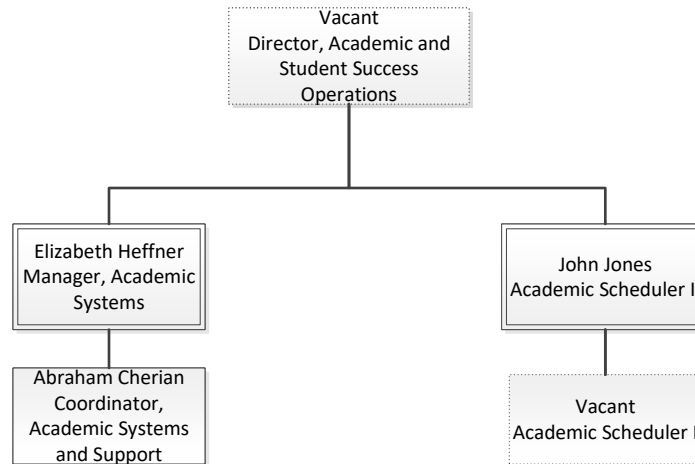 Vacant
Director, Academic and
Student Success
Operations
Elizabeth Heffner
Manager, Academic
Systems
John Jones
Academic Scheduler I
Abraham Cherian
Coordinator,
Academic Systems
and Support
Vacant
Academic Scheduler I